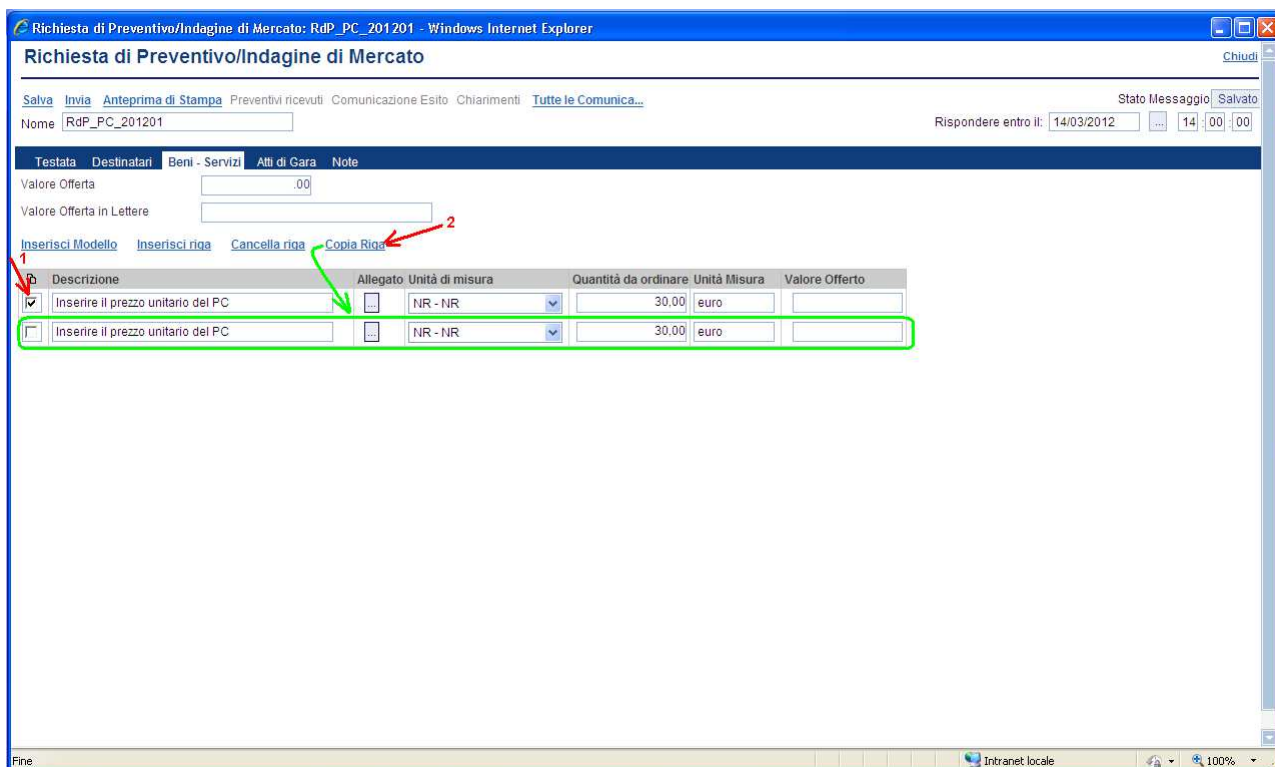 Richiesta di Preventivo/Indagine di Mercato: RdP_PC_201201 - Windows Internet Explorer
Richiesta di Preventivo/Indagine di Mercato Chiudi
Salva Invia Anteprima di Stampa Preventivi ricevuti Comunicazione Esito Chiarimenti Tutte le Comunica... Stato Messaggio Salvato
Nome RdP_PC_201201 Rispondere entro il: 14/03/2012 ... 14 : 00 : 00
Testata Destinatari Beni - Servizi Atti di Gara Note
Valore Offerta .00
Valore Offerta in Lettere
2
Inserisci Modello Inserisci riga Cancella riga Copia Riga
1
Descrizione Allegato Unità di misura Quantità da ordinare Unità Misura Valore Offerto
Inserire il prezzo unitario del PC ... NR - NR 30,00 euro
Inserire il prezzo unitario del PC ... NR - NR 30,00 euro
Fine Intranet locale 100%